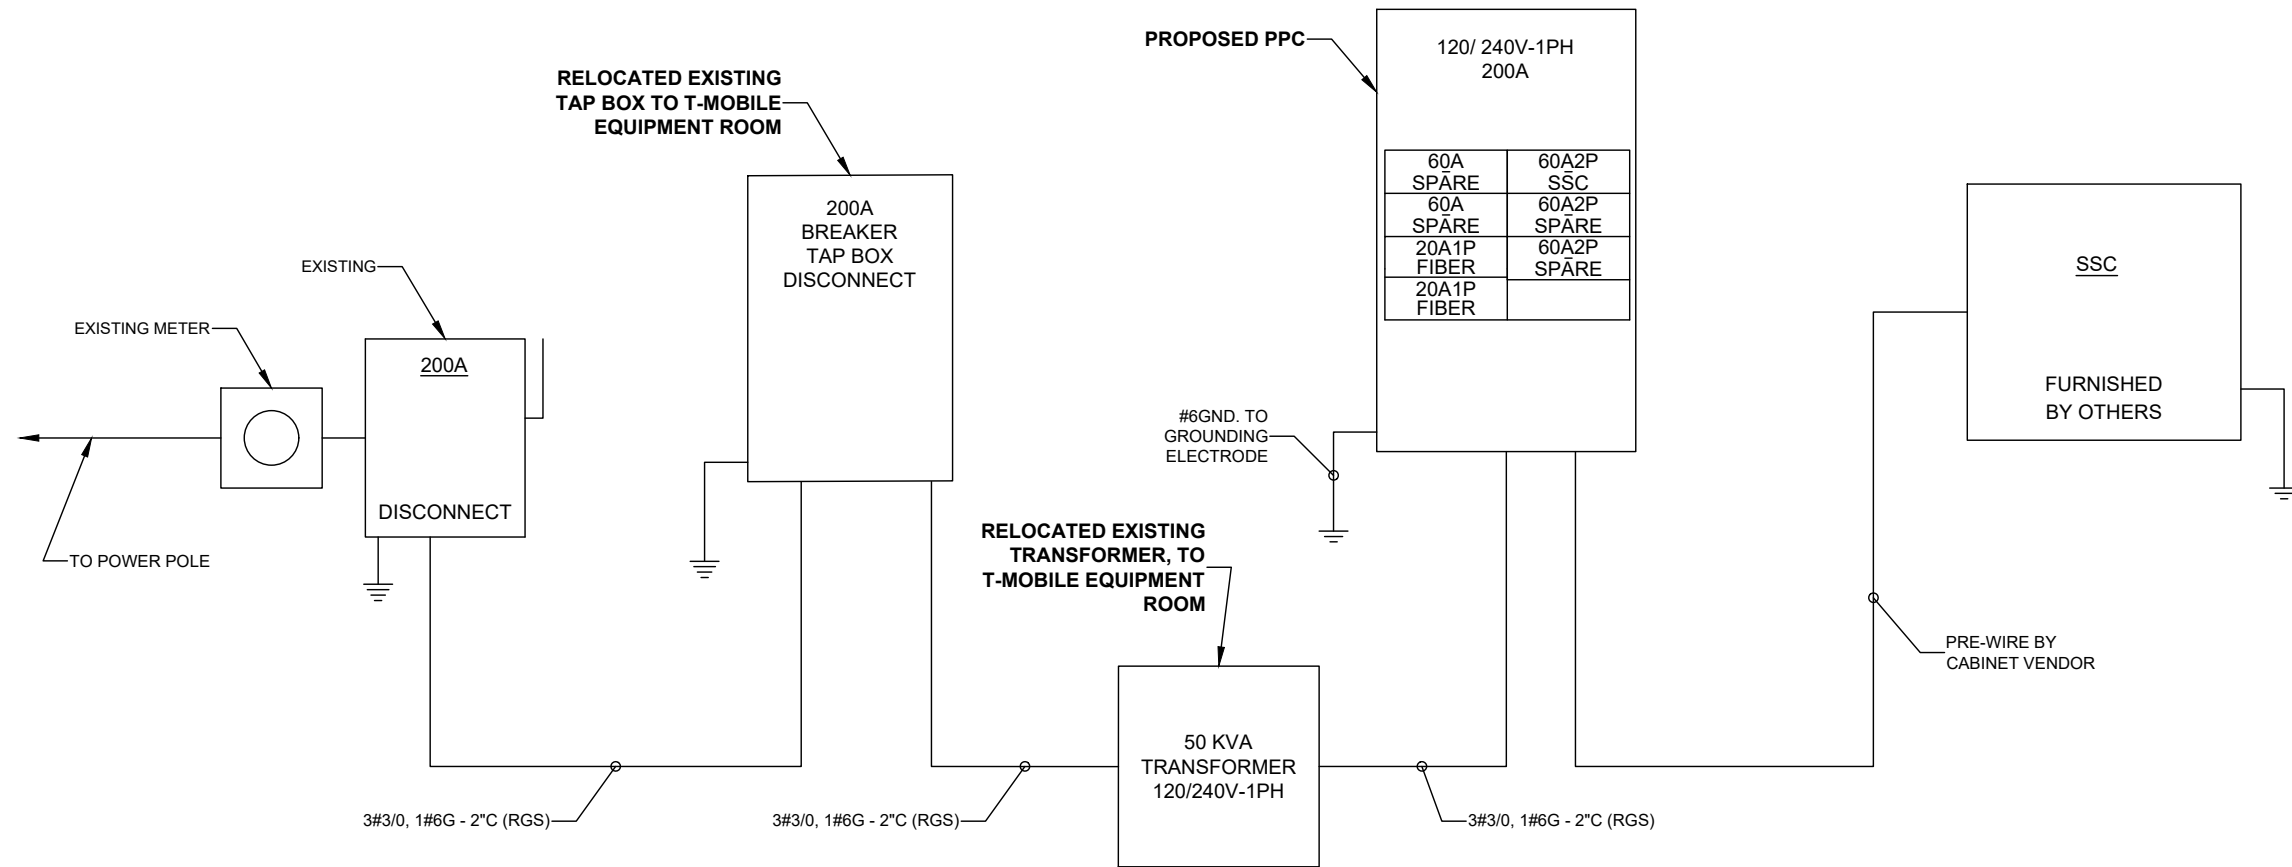 PROPOSED PPC
120/ 240V-1PH
200A
RELOCATED EXISTING
TAP BOX TO T-MOBILE
EQUIPMENT ROOM
60A
SPARE
60A2P
SSC
60A
SPARE
60A2P
SPARE
20A1P
FIBER
60A2P
SPARE
20A1P
FIBER
200A
BREAKER
TAP BOX
DISCONNECT
EXISTING
EXISTING METER
200A
DISCONNECT
TO POWER POLE
SSC
FURNISHED
BY OTHERS
#6GND. TO
GROUNDING
ELECTRODE
RELOCATED EXISTING
TRANSFORMER, TO
T-MOBILE EQUIPMENT
ROOM
PRE-WIRE BY
CABINET VENDOR
50 KVA
TRANSFORMER
120/240V-1PH
3#3/0, 1#6G - 2"C (RGS)
3#3/0, 1#6G - 2"C (RGS)
3#3/0, 1#6G - 2"C (RGS)